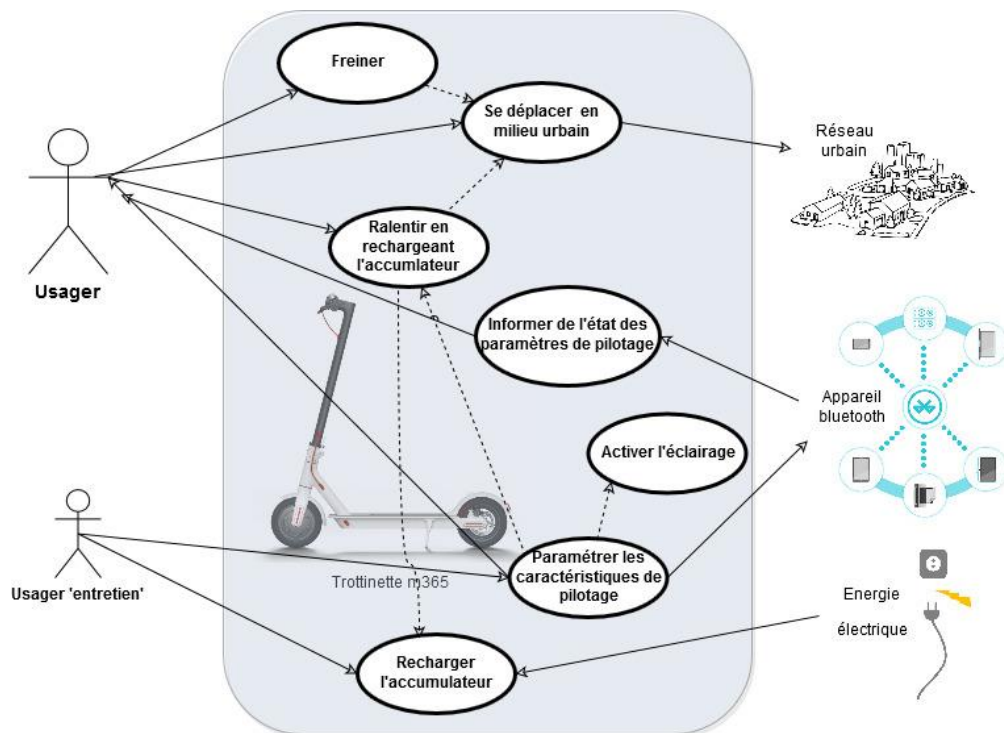 Freiner
Se déplacer en
milieu urbain
Réseau
urbain
Usager
Ralentir en
rechargeant
l'accumlateur
Informer de l'état des
paramètres de pilotage
Appareil
bluetooth
Activer l'éclairage
Usager 'entretien'
Trottinette m365
Paramétrer les
caractéristiques de
pilotage
Energie
électrique
Recharger
l'accumulateur